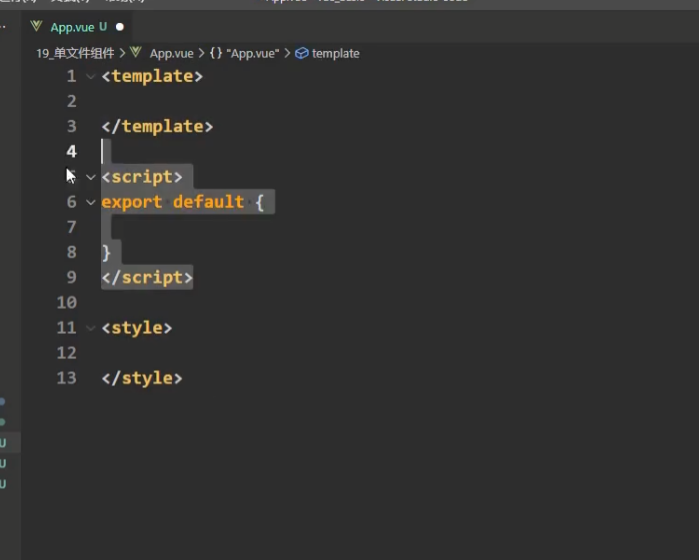 App.vue U
19_单文件组件 > App.vue > {} "App.vue" > template
1 <template>
2
3 </template>
4
5 <script>
6 export default {
7
8 }
9 </script>
10
11 <style>
12
13 </style>
U
U
U